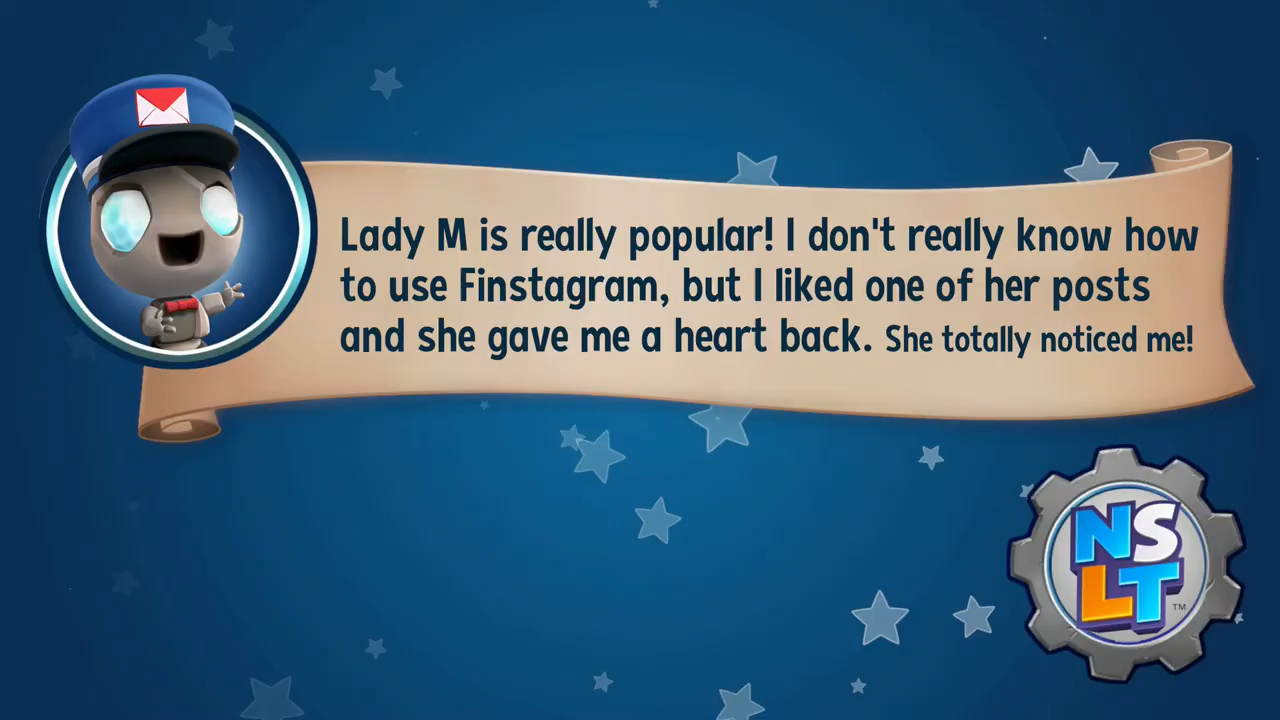 Lady M is really popular! I don't really know how
to use Finstagram, but I liked one of her posts
and she gave me a heart back. She totally noticed me!
NS
LT
TM